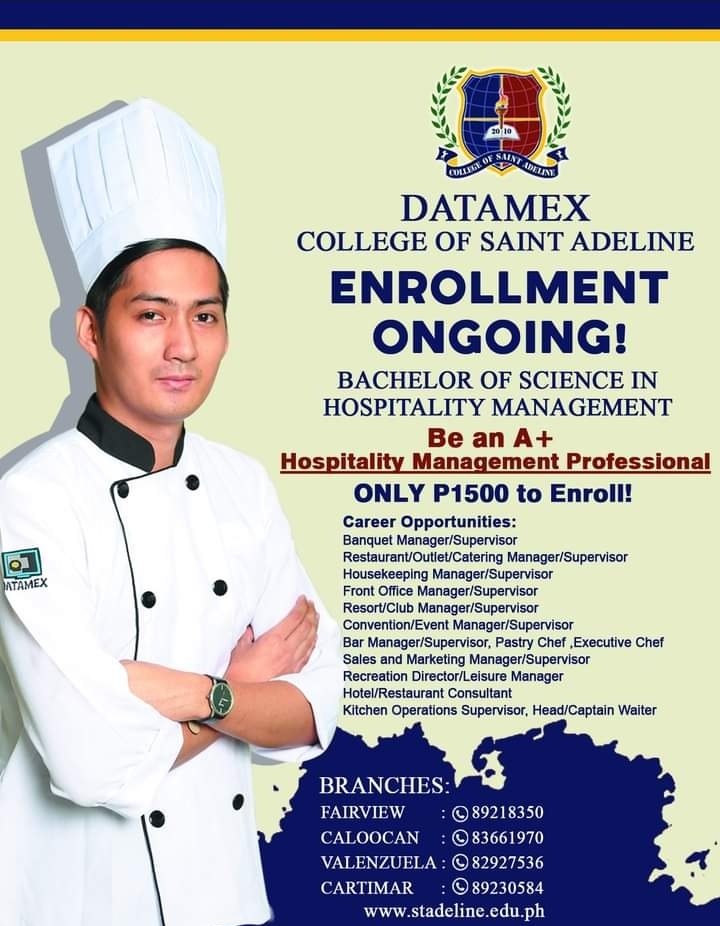 20 10
COLLEGE OF SAINT ADELINE
DATAMEX
COLLEGE OF SAINT ADELINE
ENROLLMENT
ONGOING!
BACHELOR OF SCIENCE IN
HOSPITALITY MANAGEMENT
Be an A+
Hospitality Management Professional
ONLY P1500 to Enroll!
Career Opportunities:
Banquet Manager/Supervisor
Restaurant/Outlet/Catering Manager/Supervisor
Housekeeping Manager/Supervisor
Front Office Manager/Supervisor
Resort/Club Manager/Supervisor
Convention/Event Manager/Supervisor
Bar Manager/Supervisor, Pastry Chef ,Executive Chef
Sales and Marketing Manager/Supervisor
Recreation Director/Leisure Manager
Hotel/Restaurant Consultant
Kitchen Operations Supervisor, Head/Captain Waiter
DATAMEX
BRANCHES:
FAIRVIEW : 89218350
CALOOCAN : 83661970
VALENZUELA : 82927536
CARTIMAR : 89230584
www.stadeline.edu.ph